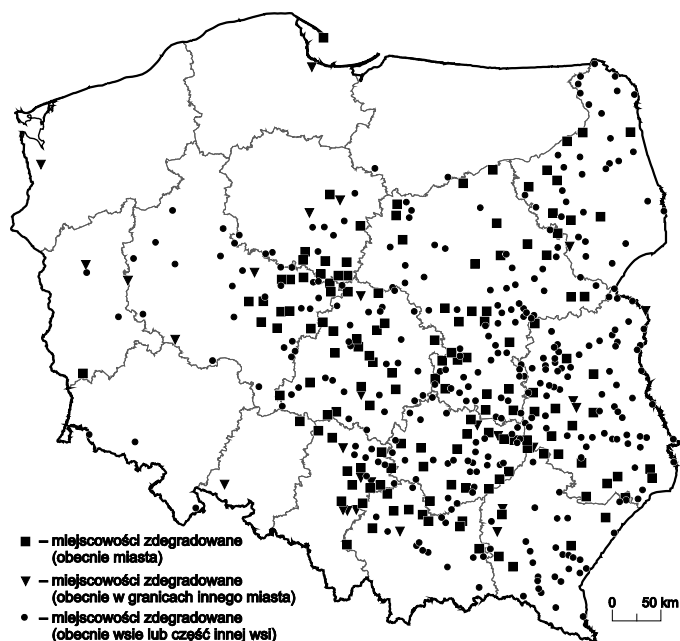 – miejscowości zdegradowane
(obecnie miasta)
– miejscowości zdegradowane
(obecnie w granicach innego miasta)
– miejscowości zdegradowane
(obecnie wsie lub część innej wsi)
0 50 km